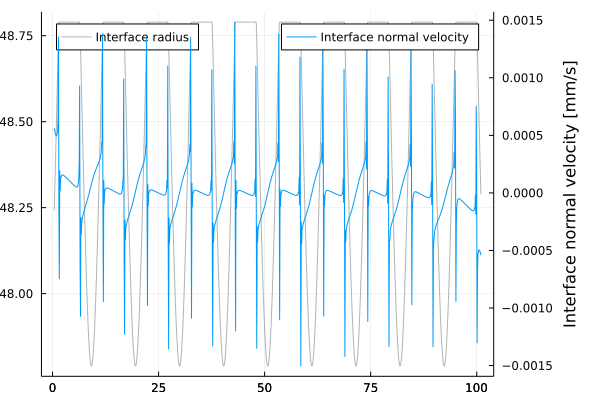 Interface radius
Interface normal velocity
48.75
48.50
48.25
48.00
0.0015
0.0010
0.0005
0.0000
−0.0005
−0.0010
−0.0015
Interface normal velocity [mm/s]
0 25 50 75 100